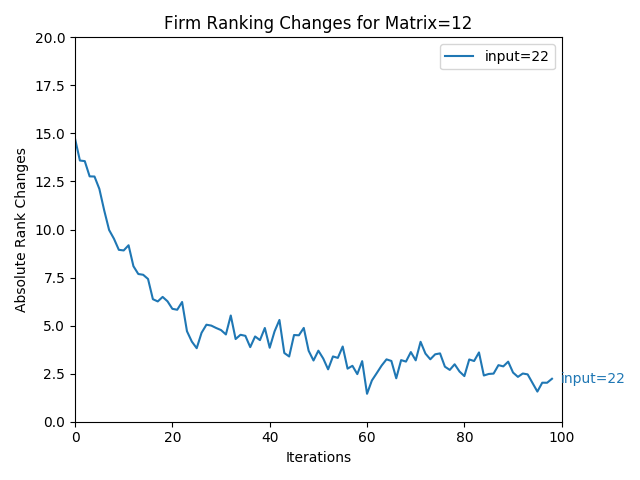 Firm Ranking Changes for Matrix=12
20.0
17.5
15.0
12.5
10.0
7.5
5.0
2.5
0.0
Absolute Rank Changes
input=22
input=22
0 20 40 60 80 100
Iterations